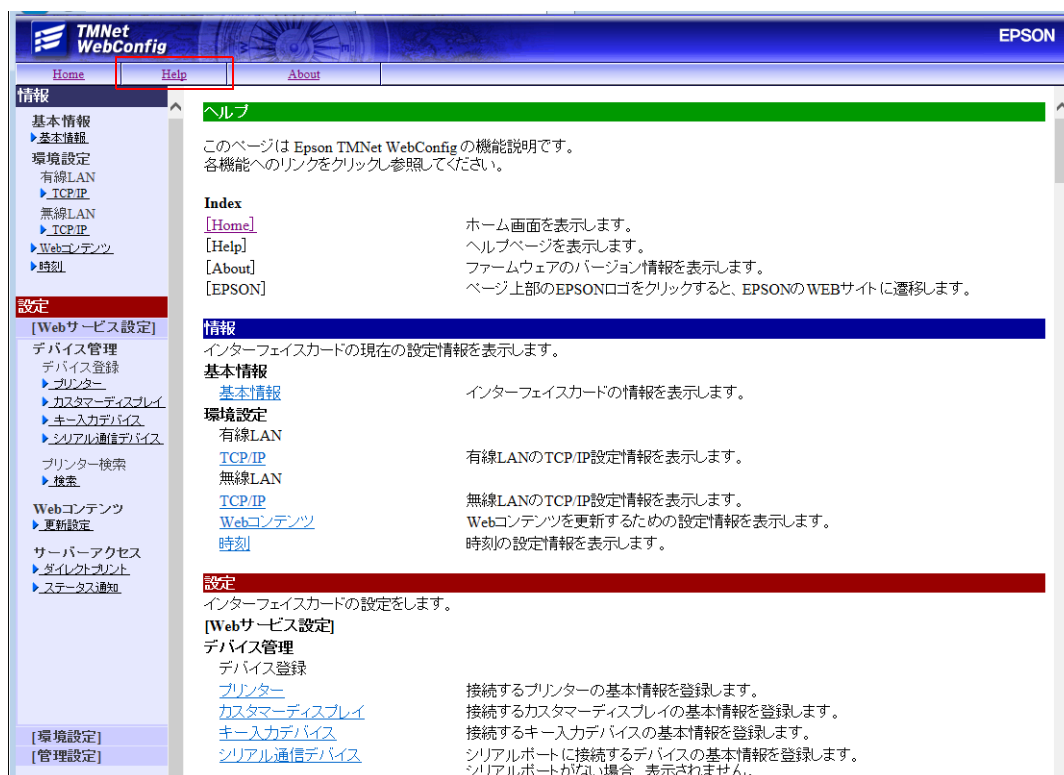 TMNet
WebConfig
EPSON
Home Help About
情報
基本情報
基本情報
環境設定
有線LAN
TCP/IP
無線LAN
TCP/IP
Webコンテンツ
時刻
設定
[Webサービス設定]
デバイス管理
デバイス登録
プリンター
カスタマーディスプレイ
キー入力デバイス
シリアル通信デバイス
プリンター検索
検索
Webコンテンツ
更新設定
サーバーアクセス
ダイレクトプリント
ステータス通知
[環境設定]
[管理設定]
ヘルプ
このページは Epson TMNet WebConfig の機能説明です。
各機能へのリンクをクリックし参照してください。
Index
[Home] ホーム画面を表示します。
[Help] ヘルプページを表示します。
[About] ファームウェアのバージョン情報を表示します。
[EPSON] ページ上部のEPSONロゴをクリックすると、EPSONのWEBサイトに遷移します。
情報
インターフェイスカードの現在の設定情報を表示します。
基本情報
基本情報 インターフェイスカードの情報を表示します。
環境設定
有線LAN
TCP/IP 有線LANのTCP/IP設定情報を表示します。
無線LAN
TCP/IP 無線LANのTCP/IP設定情報を表示します。
Webコンテンツ Webコンテンツを更新するための設定情報を表示します。
時刻 時刻の設定情報を表示します。
設定
インターフェイスカードの設定をします。
[Webサービス設定]
デバイス管理
デバイス登録
プリンター 接続するプリンターの基本情報を登録します。
カスタマーディスプレイ 接続するカスタマーディスプレイの基本情報を登録します。
キー入力デバイス 接続するキー入力デバイスの基本情報を登録します。
シリアル通信デバイス シリアルポートに接続するデバイスの基本情報を登録します。
シリアルポートがない場合、表示されません。